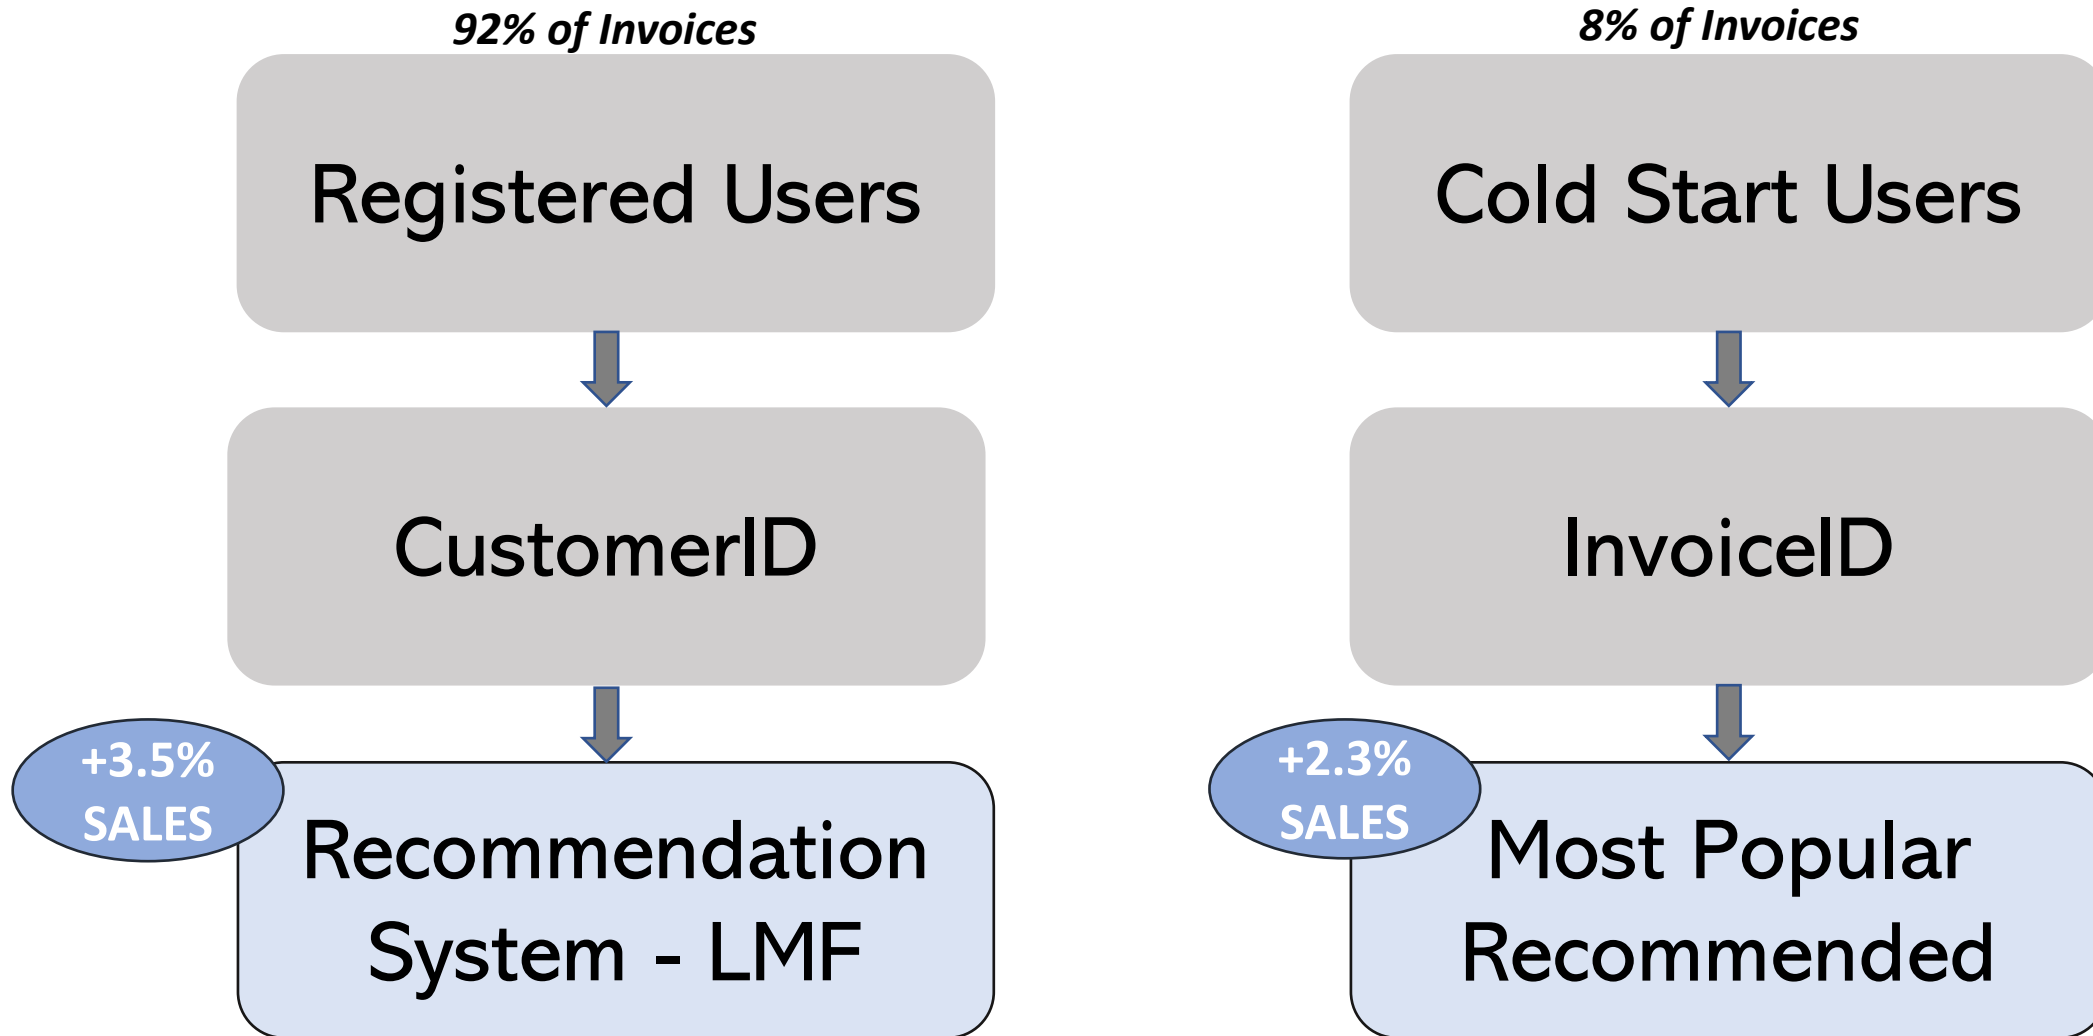 92% of Invoices
Registered Users
CustomerID
+3.5%
SALES
Recommendation
System - LMF
8% of Invoices
Cold Start Users
InvoiceID
+2.3%
SALES
Most Popular
Recommended